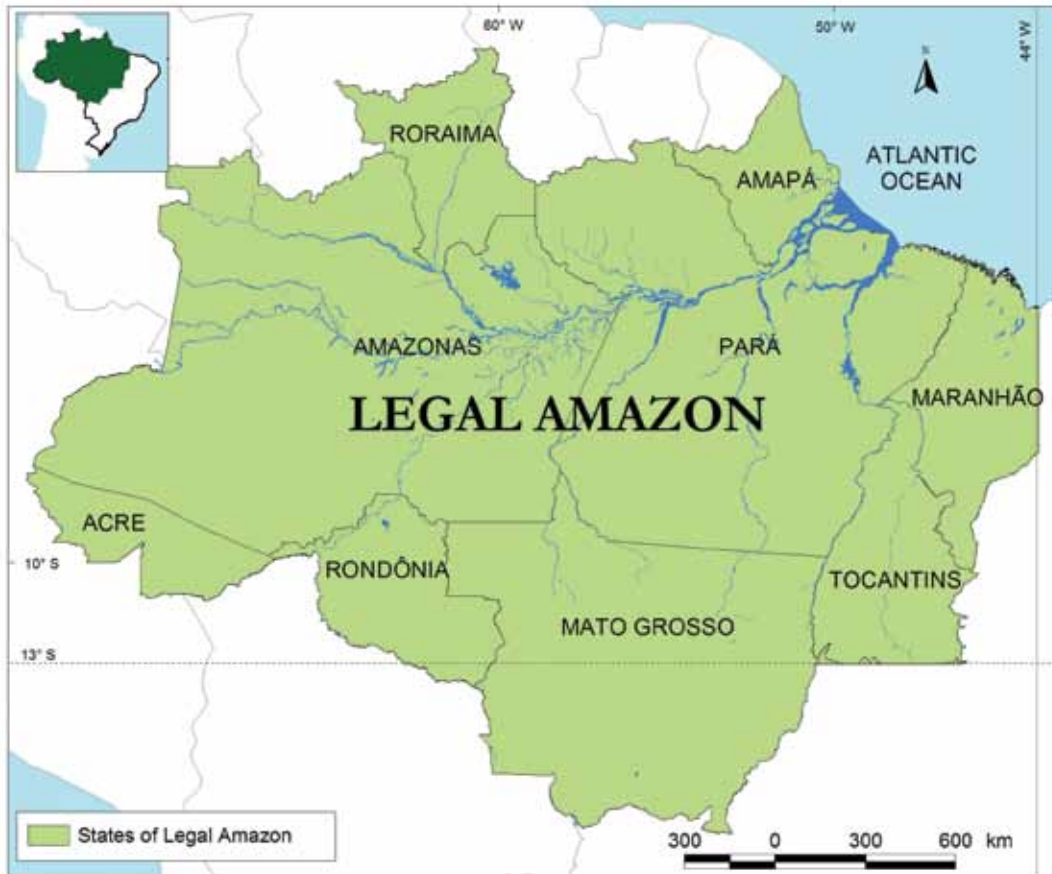 60° W
50° W
44° W
N
RORAIMA
AMAPÁ
ATLANTIC
OCEAN
AMAZONAS
PARÁ
MARANHÃO
LEGAL AMAZON
ACRE
10° S
RONDÔNIA
TOCANTINS
MATO GROSSO
13° S
States of Legal Amazon
300 0 300 600 km